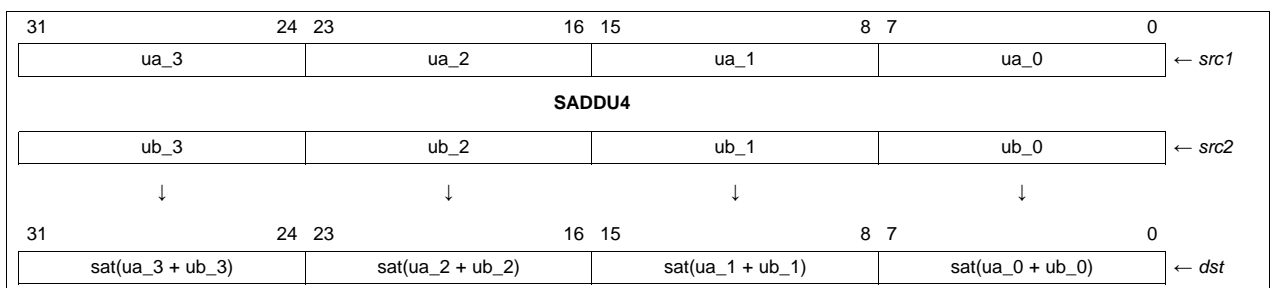 31 24 23 16 15 8 7 0
ua_3 ua_2 ua_1 ua_0 ← src1
SADDU4
ub_3 ub_2 ub_1 ub_0 ← src2
↓ ↓ ↓ ↓
31 24 23 16 15 8 7 0
sat(ua_3 + ub_3) sat(ua_2 + ub_2) sat(ua_1 + ub_1) sat(ua_0 + ub_0) ← dst